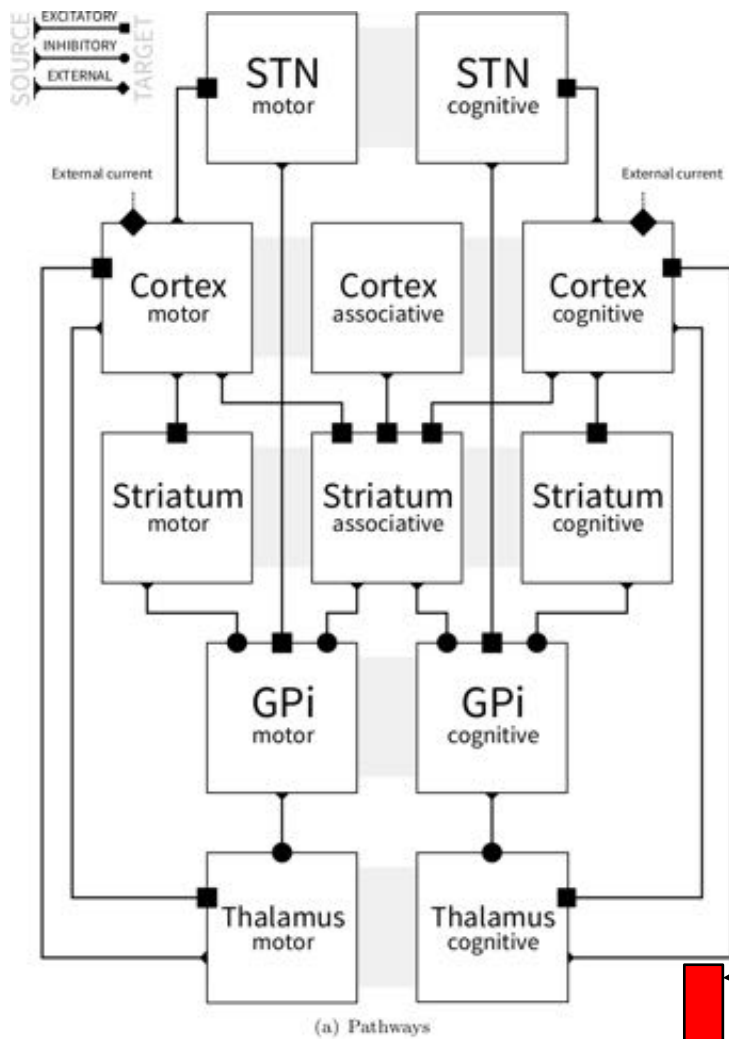 SOURCE
EXCITATORY
INHIBITORY
EXTERNAL
TARGET
STN
motor
STN
cognitive
External current
External current
Cortex
motor
Cortex
associative
Cortex
cognitive
Striatum
motor
Striatum
associative
Striatum
cognitive
GPi
motor
GPi
cognitive
Thalamus
motor
Thalamus
cognitive
(a) Pathways